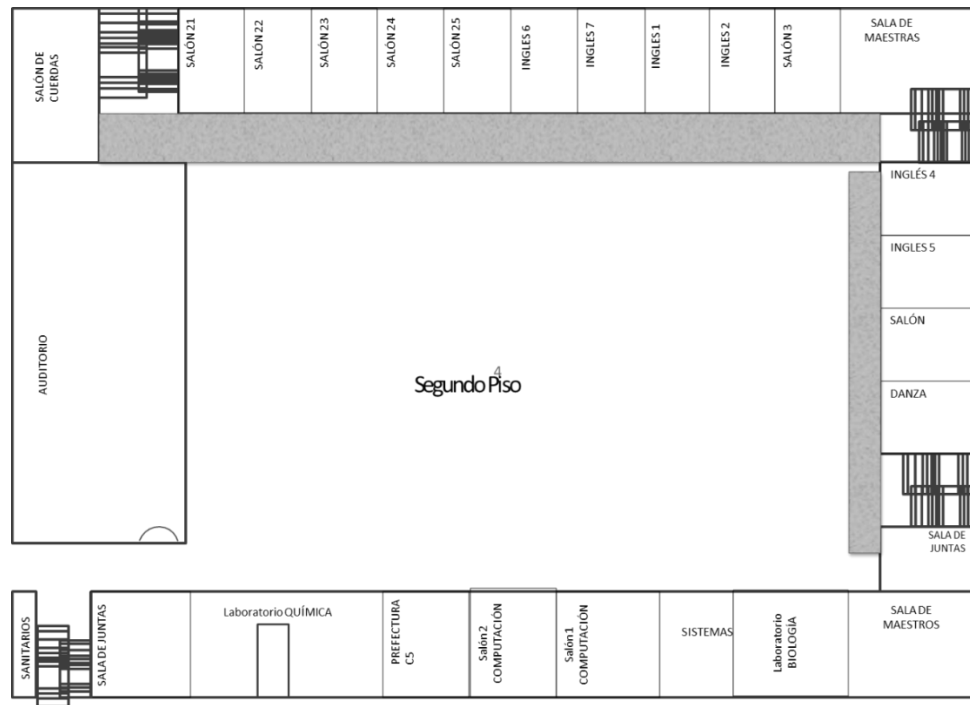 SALÓN DE
CUERDAS
SALÓN 21
SALÓN 22
SALÓN 23
SALÓN 24
SALÓN 25
INGLES 6
INGLES 7
INGLES 1
INGLES 2
SALÓN 3
SALA DE
MAESTRAS
INGLÉS 4
INGLES 5
SALÓN
DANZA
AUDITORIO
4
Segundo Piso
SALA DE
JUNTAS
SANITARIOS
SALA DE JUNTAS
Laboratorio QUÍMICA
PREFECTURA
C5
Salón2
COMPUTACIÓN
Salón 1
COMPUTACIÓN
SISTEMAS
Laboratorio
BIOLOGÍA
SALA DE
MAESTROS